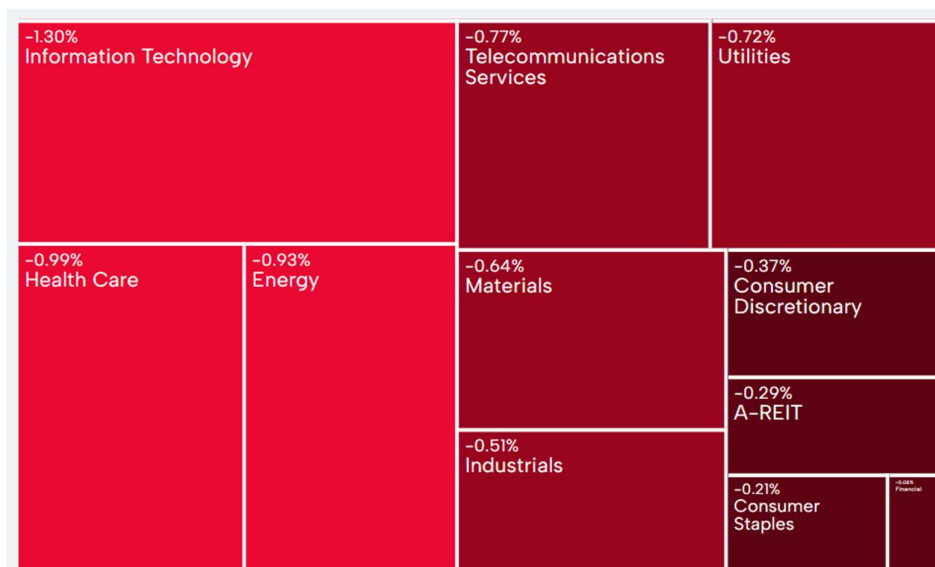 -1.30%
Information Technology
-0.77%
Telecommunications
Services
-0.72%
Utilities
-0.99%
Health Care
-0.93%
Energy
-0.64%
Materials
-0.37%
Consumer
Discretionary
-0.29%
A-REIT
-0.51%
Industrials
-0.21%
Consumer
Staples
Financial